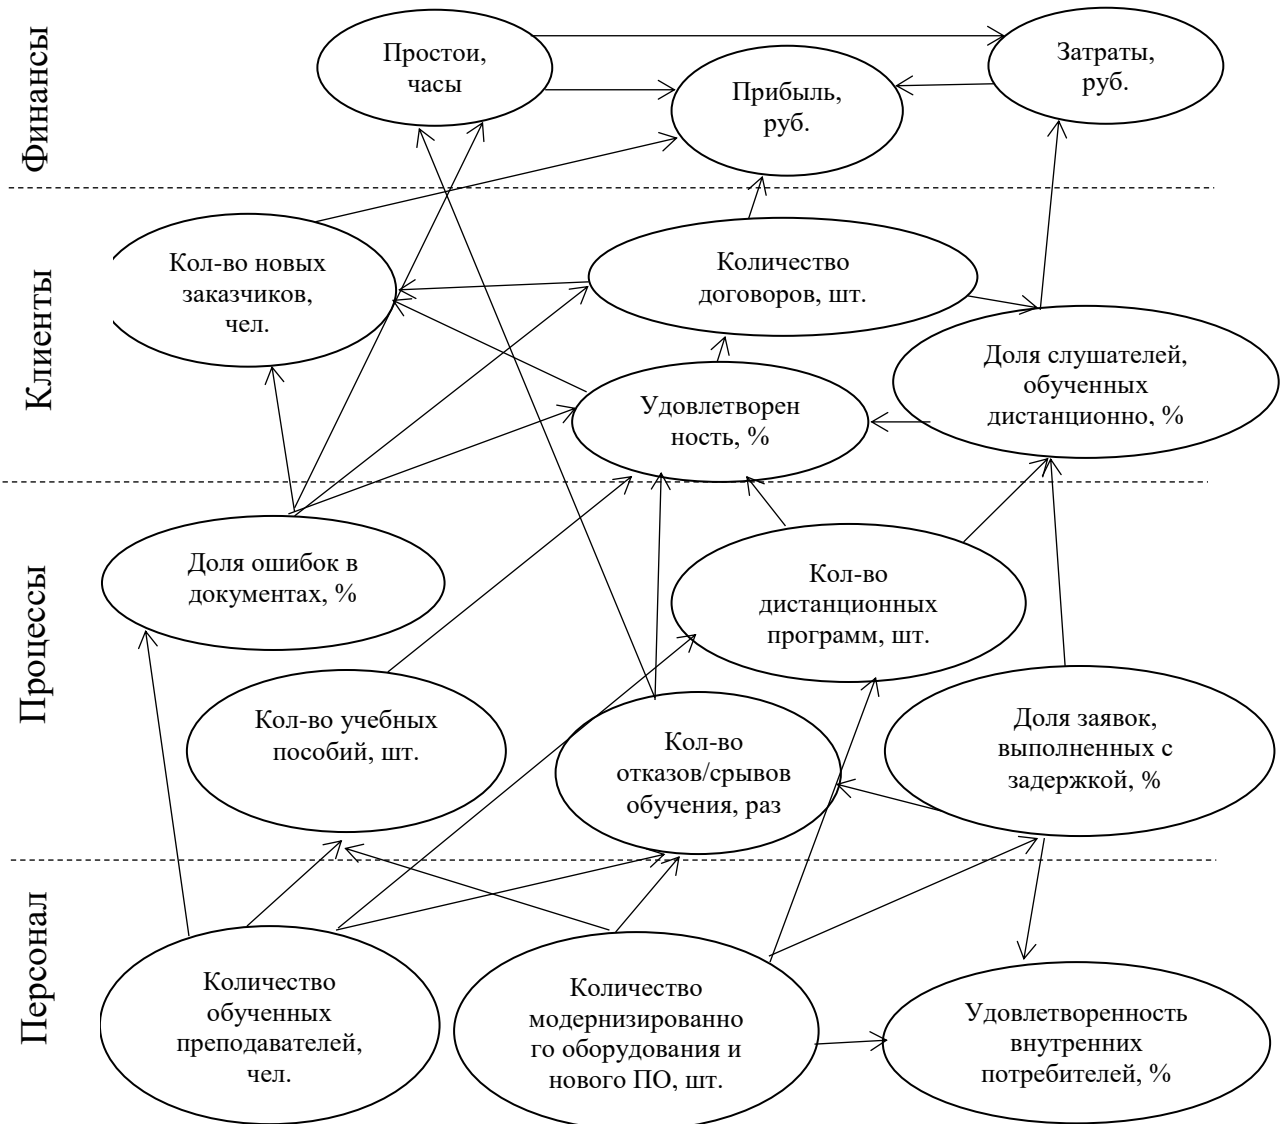 Финансы
Простои,
часы
Прибыль,
руб.
Затраты,
руб.
Клиенты
Кол-во новых
заказчиков,
чел.
Количество
договоров, шт.
Удовлетворен
ность, %
Доля слушателей,
обученных
дистанционно, %
Процессы
Доля ошибок в
документах, %
Кол-во
дистанционных
программ, шт.
Кол-во учебных
пособий, шт.
Кол-во
отказов/срывов
обучения, раз
Доля заявок,
выполненных с
задержкой, %
Персонал
Количество
обученных
преподавателей,
чел.
Количество
модернизированно
го оборудования и
нового ПО, шт.
Удовлетворенность
внутренних
потребителей, %